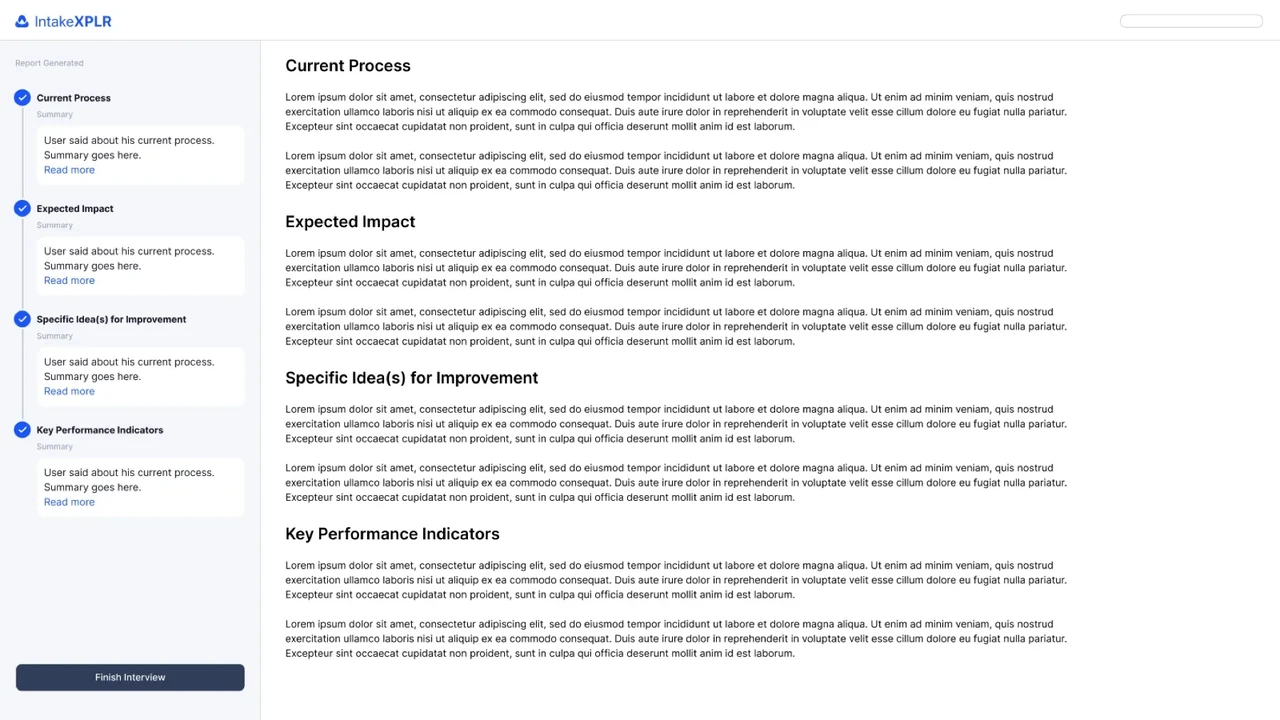 IntakeXPLR
Report Generated
Current Process
Summary
User said about his current process.
Summary goes here.
Read more
Expected Impact
Summary
User said about his current process.
Summary goes here.
Read more
Specific Idea(s) for Improvement
Summary
User said about his current process.
Summary goes here.
Read more
Key Performance Indicators
Summary
User said about his current process.
Summary goes here.
Read more
Finish Interview
Current Process
Lorem ipsum dolor sit amet, consectetur adipiscing elit, sed do eiusmod tempor incididunt ut labore et dolore magna aliqua. Ut enim ad minim veniam, quis nostrud
exercitation ullamco laboris nisi ut aliquip ex ea commodo consequat. Duis aute irure dolor in reprehenderit in voluptate velit esse cillum dolore eu fugiat nulla pariatur.
Excepteur sint occaecat cupidatat non proident, sunt in culpa qui officia deserunt mollit anim id est laborum.
Lorem ipsum dolor sit amet, consectetur adipiscing elit, sed do eiusmod tempor incididunt ut labore et dolore magna aliqua. Ut enim ad minim veniam, quis nostrud
exercitation ullamco laboris nisi ut aliquip ex ea commodo consequat. Duis aute irure dolor in reprehenderit in voluptate velit esse cillum dolore eu fugiat nulla pariatur.
Excepteur sint occaecat cupidatat non proident, sunt in culpa qui officia deserunt mollit anim id est laborum.
Expected Impact
Lorem ipsum dolor sit amet, consectetur adipiscing elit, sed do eiusmod tempor incididunt ut labore et dolore magna aliqua. Ut enim ad minim veniam, quis nostrud
exercitation ullamco laboris nisi ut aliquip ex ea commodo consequat. Duis aute irure dolor in reprehenderit in voluptate velit esse cillum dolore eu fugiat nulla pariatur.
Excepteur sint occaecat cupidatat non proident, sunt in culpa qui officia deserunt mollit anim id est laborum.
Lorem ipsum dolor sit amet, consectetur adipiscing elit, sed do eiusmod tempor incididunt ut labore et dolore magna aliqua. Ut enim ad minim veniam, quis nostrud
exercitation ullamco laboris nisi ut aliquip ex ea commodo consequat. Duis aute irure dolor in reprehenderit in voluptate velit esse cillum dolore eu fugiat nulla pariatur.
Excepteur sint occaecat cupidatat non proident, sunt in culpa qui officia deserunt mollit anim id est laborum.
Specific Idea(s) for Improvement
Lorem ipsum dolor sit amet, consectetur adipiscing elit, sed do eiusmod tempor incididunt ut labore et dolore magna aliqua. Ut enim ad minim veniam, quis nostrud
exercitation ullamco laboris nisi ut aliquip ex ea commodo consequat. Duis aute irure dolor in reprehenderit in voluptate velit esse cillum dolore eu fugiat nulla pariatur.
Excepteur sint occaecat cupidatat non proident, sunt in culpa qui officia deserunt mollit anim id est laborum.
Lorem ipsum dolor sit amet, consectetur adipiscing elit, sed do eiusmod tempor incididunt ut labore et dolore magna aliqua. Ut enim ad minim veniam, quis nostrud
exercitation ullamco laboris nisi ut aliquip ex ea commodo consequat. Duis aute irure dolor in reprehenderit in voluptate velit esse cillum dolore eu fugiat nulla pariatur.
Excepteur sint occaecat cupidatat non proident, sunt in culpa qui officia deserunt mollit anim id est laborum.
Key Performance Indicators
Lorem ipsum dolor sit amet, consectetur adipiscing elit, sed do eiusmod tempor incididunt ut labore et dolore magna aliqua. Ut enim ad minim veniam, quis nostrud
exercitation ullamco laboris nisi ut aliquip ex ea commodo consequat. Duis aute irure dolor in reprehenderit in voluptate velit esse cillum dolore eu fugiat nulla pariatur.
Excepteur sint occaecat cupidatat non proident, sunt in culpa qui officia deserunt mollit anim id est laborum.
Lorem ipsum dolor sit amet, consectetur adipiscing elit, sed do eiusmod tempor incididunt ut labore et dolore magna aliqua. Ut enim ad minim veniam, quis nostrud
exercitation ullamco laboris nisi ut aliquip ex ea commodo consequat. Duis aute irure dolor in reprehenderit in voluptate velit esse cillum dolore eu fugiat nulla pariatur.
Excepteur sint occaecat cupidatat non proident, sunt in culpa qui officia deserunt mollit anim id est laborum.